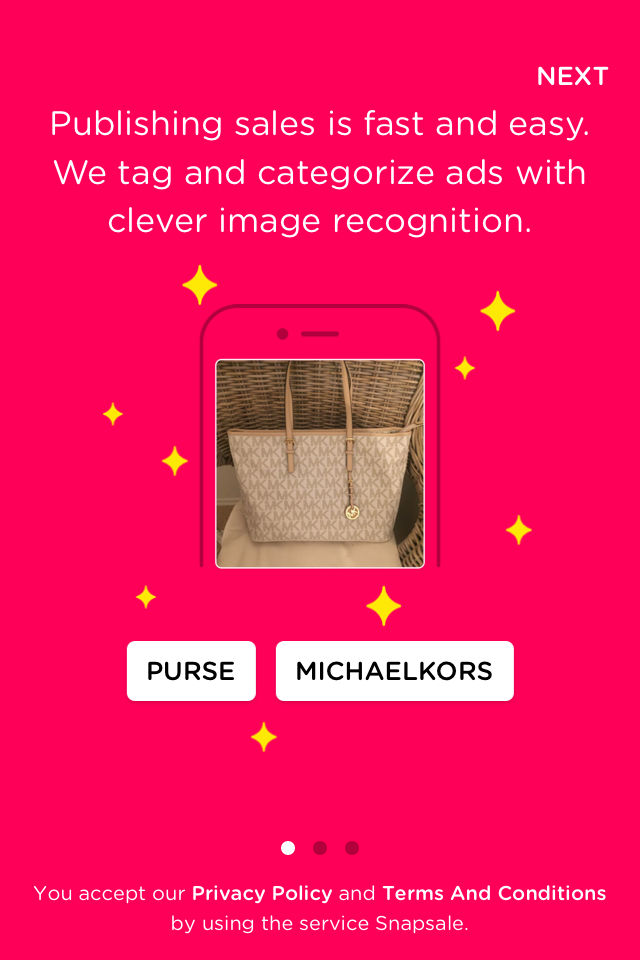 NEXT
Publishing sales is fast and easy.
We tag and categorize ads with
clever image recognition.
PURSE MICHAELKORS
You accept our Privacy Policy and Terms And Conditions
by using the service Snapsale.